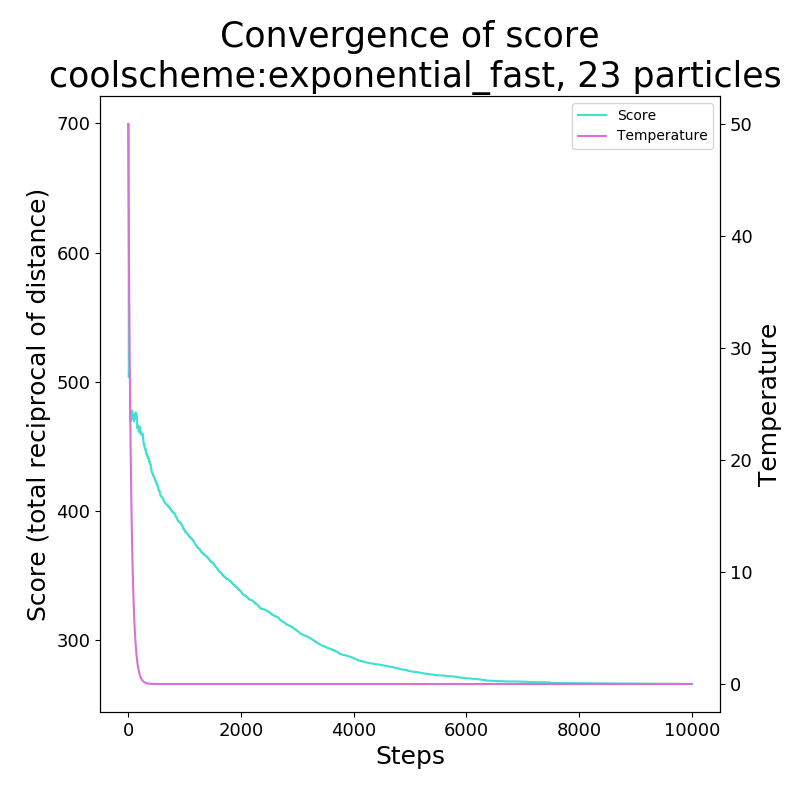 Convergence of score
coolscheme:exponential_fast, 23 particles
Score
Temperature
Score (total reciprocal of distance)
700
600
500
400
300
50
40
30
20
10
0
Temperature
0 2000 4000 6000 8000 10000
Steps